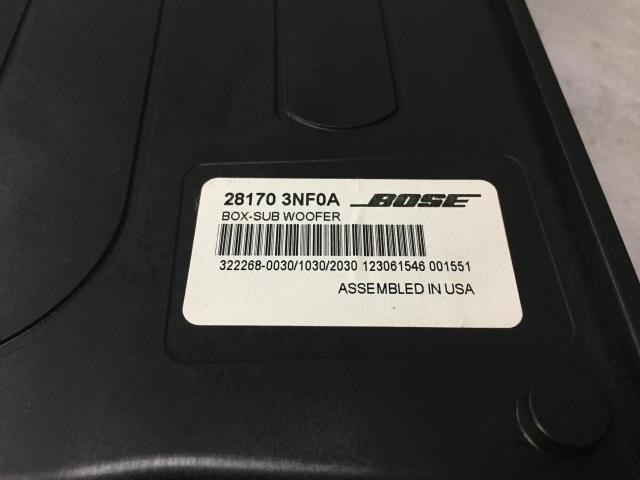 28170 3NF0A BOSE
BOX-SUB WOOFER
322268-0030/1030/2030 123061546 001551
ASSEMBLED IN USA